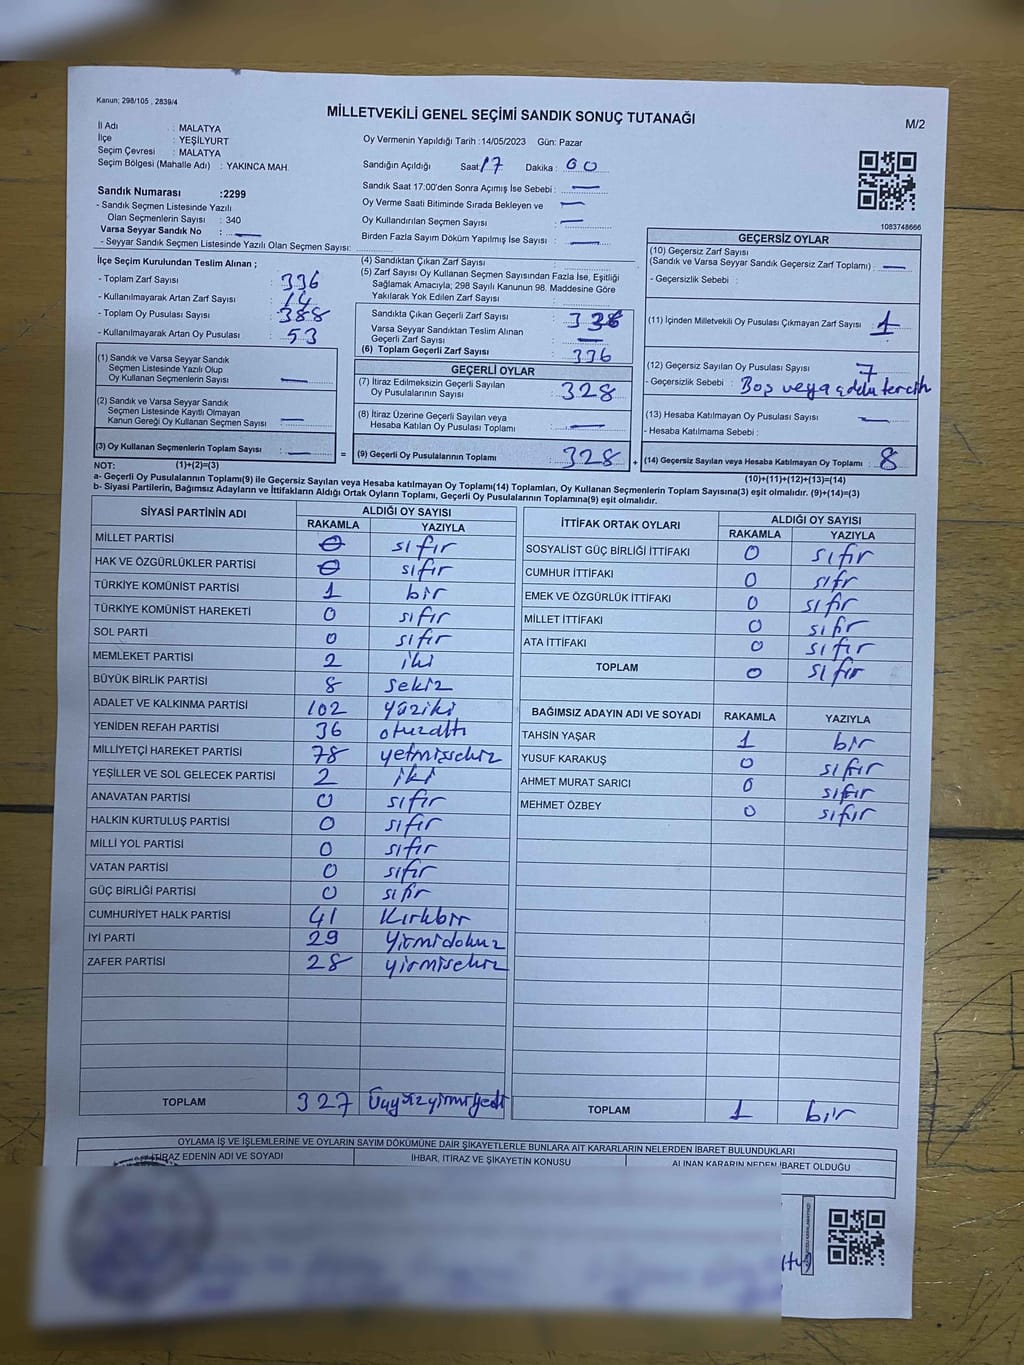 Kanun; 298/105 , 2839/4
MİLLETVEKİLİ GENEL SEÇİMİ SANDIK SONUÇ TUTANAĞI
M/2
İl Adı : MALATYA
İlçe : YEŞİLYURT
Seçim Çevresi : MALATYA
Seçim Bölgesi (Mahalle Adı) : YAKINCA MAH.
Oy Vermenin Yapıldığı Tarih :14/05/2023 Gün: Pazar
Sandığın Açıldığı Saat: 17 Dakika : 00
Sandık Saat 17:00'den Sonra Açımış İse Sebebi : —
Oy Verme Saati Bitiminde Sırada Bekleyen ve —
Oy Kullandırılan Seçmen Sayısı : —
Birden Fazla Sayım Döküm Yapılmış İse Sayısı : —
Sandık Numarası :2299
- Sandık Seçmen Listesinde Yazılı
Olan Seçmenlerin Sayısı : 340
Varsa Seyyar Sandık No : —
- Seyyar Sandık Seçmen Listesinde Yazılı Olan Seçmen Sayısı:
1083748666
İlçe Seçim Kurulundan Teslim Alınan ;
- Toplam Zarf Sayısı : 336
- Kullanılmayarak Artan Zarf Sayısı : 14
- Toplam Oy Pusulası Sayısı : 388
- Kullanılmayarak Artan Oy Pusulası : 53
(1) Sandık ve Varsa Seyyar Sandık
Seçmen Listesinde Yazılı Olup
Oy Kullanan Seçmenlerin Sayısı : —
(2) Sandık ve Varsa Seyyar Sandık
Seçmen Listesinde Kayıtlı Olmayan
Kanun Gereği Oy Kullanan Seçmen Sayısı : —
(3) Oy Kullanan Seçmenlerin Toplam Sayısı : —
(4) Sandıktan Çıkan Zarf Sayısı :
(5) Zarf Sayısı Oy Kullanan Seçmen Sayısından Fazla İse, Eşitliği
Sağlamak Amacıyla; 298 Sayılı Kanunun 98. Maddesine Göre
Yakılarak Yok Edilen Zarf Sayısı :
Sandıkta Çıkan Geçerli Zarf Sayısı : 336
Varsa Seyyar Sandıktan Teslim Alınan
Geçerli Zarf Sayısı : —
(6) Toplam Geçerli Zarf Sayısı : 336
GEÇERLİ OYLAR
(7) İtiraz Edilmeksizin Geçerli Sayılan
Oy Pusulalarının Sayısı : 328
(8) İtiraz Üzerine Geçerli Sayılan veya
Hesaba Katılan Oy Pusulası Toplamı : —
= (9) Geçerli Oy Pusulalarının Toplamı : 328 +
GEÇERSİZ OYLAR
(10) Geçersiz Zarf Sayısı
(Sandık ve Varsa Seyyar Sandık Geçersiz Zarf Toplamı) : —
- Geçersizlik Sebebi :
(11) İçinden Milletvekili Oy Pusulası Çıkmayan Zarf Sayısı : 1
(12) Geçersiz Sayılan Oy Pusulası Sayısı : 7
- Geçersizlik Sebebi : Boş veya tercih
(13) Hesaba Katılmayan Oy Pusulası Sayısı : —
- Hesaba Katılmama Sebebi :
(14) Geçersiz Sayılan veya Hesaba Katılmayan Oy Toplamı : 8
NOT: (1)+(2)=(3)
(10)+(11)+(12)+(13)=(14)
a- Geçerli Oy Pusulalarının Toplamı(9) ile Geçersiz Sayılan veya Hesaba katılmayan Oy Toplamı(14) Toplamları, Oy Kullanan Seçmenlerin Toplam Sayısına(3) eşit olmalıdır. (9)+(14)=(3)
b- Siyasi Partilerin, Bağımsız Adayların ve İttifakların Aldığı Ortak Oyların Toplamı, Geçerli Oy Pusulalarının Toplamına(9) eşit olmalıdır.
SİYASİ PARTİNİN ADI ALDIĞI OY SAYISI
RAKAMLA YAZIYLA
MİLLET PARTİSİ 0 sıfır
HAK VE ÖZGÜRLÜKLER PARTİSİ 0 sıfır
TÜRKİYE KOMÜNİST PARTİSİ 1 bir
TÜRKİYE KOMÜNİST HAREKETİ 0 sıfır
SOL PARTİ 0 sıfır
MEMLEKET PARTİSİ 2 iki
BÜYÜK BİRLİK PARTİSİ 8 sekiz
ADALET VE KALKINMA PARTİSİ 102 yüziki
YENİDEN REFAH PARTİSİ 36 otuzaltı
MİLLİYETÇİ HAREKET PARTİSİ 78 yetmişsekiz
YEŞİLLER VE SOL GELECEK PARTİSİ 2 iki
ANAVATAN PARTİSİ 0 sıfır
HALKIN KURTULUŞ PARTİSİ 0 sıfır
MİLLİ YOL PARTİSİ 0 sıfır
VATAN PARTİSİ 0 sıfır
GÜÇ BİRLİĞİ PARTİSİ 0 sıfır
CUMHURİYET HALK PARTİSİ 41 Kırkbir
İYİ PARTİ 29 Yirmidokuz
ZAFER PARTİSİ 28 yirmisekiz
TOPLAM 327 Üçyüzyirmiyedi
İTTİFAK ORTAK OYLARI ALDIĞI OY SAYISI
RAKAMLA YAZIYLA
SOSYALİST GÜÇ BİRLİĞİ İTTİFAKI 0 sıfır
CUMHUR İTTİFAKI 0 sıfr
EMEK VE ÖZGÜRLÜK İTTİFAKI 0 sıfır
MİLLET İTTİFAKI 0 sıfır
ATA İTTİFAKI 0 sıfır
TOPLAM 0 sıfır
BAĞIMSIZ ADAYIN ADI VE SOYADI RAKAMLA YAZIYLA
TAHSİN YAŞAR 1 bir
YUSUF KARAKUŞ 0 sıfır
AHMET MURAT SARICI 0 sıfır
MEHMET ÖZBEY 0 sıfır
TOPLAM 1 bir
OYLAMA İŞ VE İŞLEMLERİNE VE OYLARIN SAYIM DÖKÜMÜNE DAİR ŞİKAYETLERLE BUNLARA AİT KARARLARIN NELERDEN İBARET BULUNDUKLARI
İTİRAZ EDENİN ADI VE SOYADI İHBAR, İTİRAZ VE ŞİKAYETİN KONUSU ALINAN KARARIN NEDEN İBARET OLDUĞU